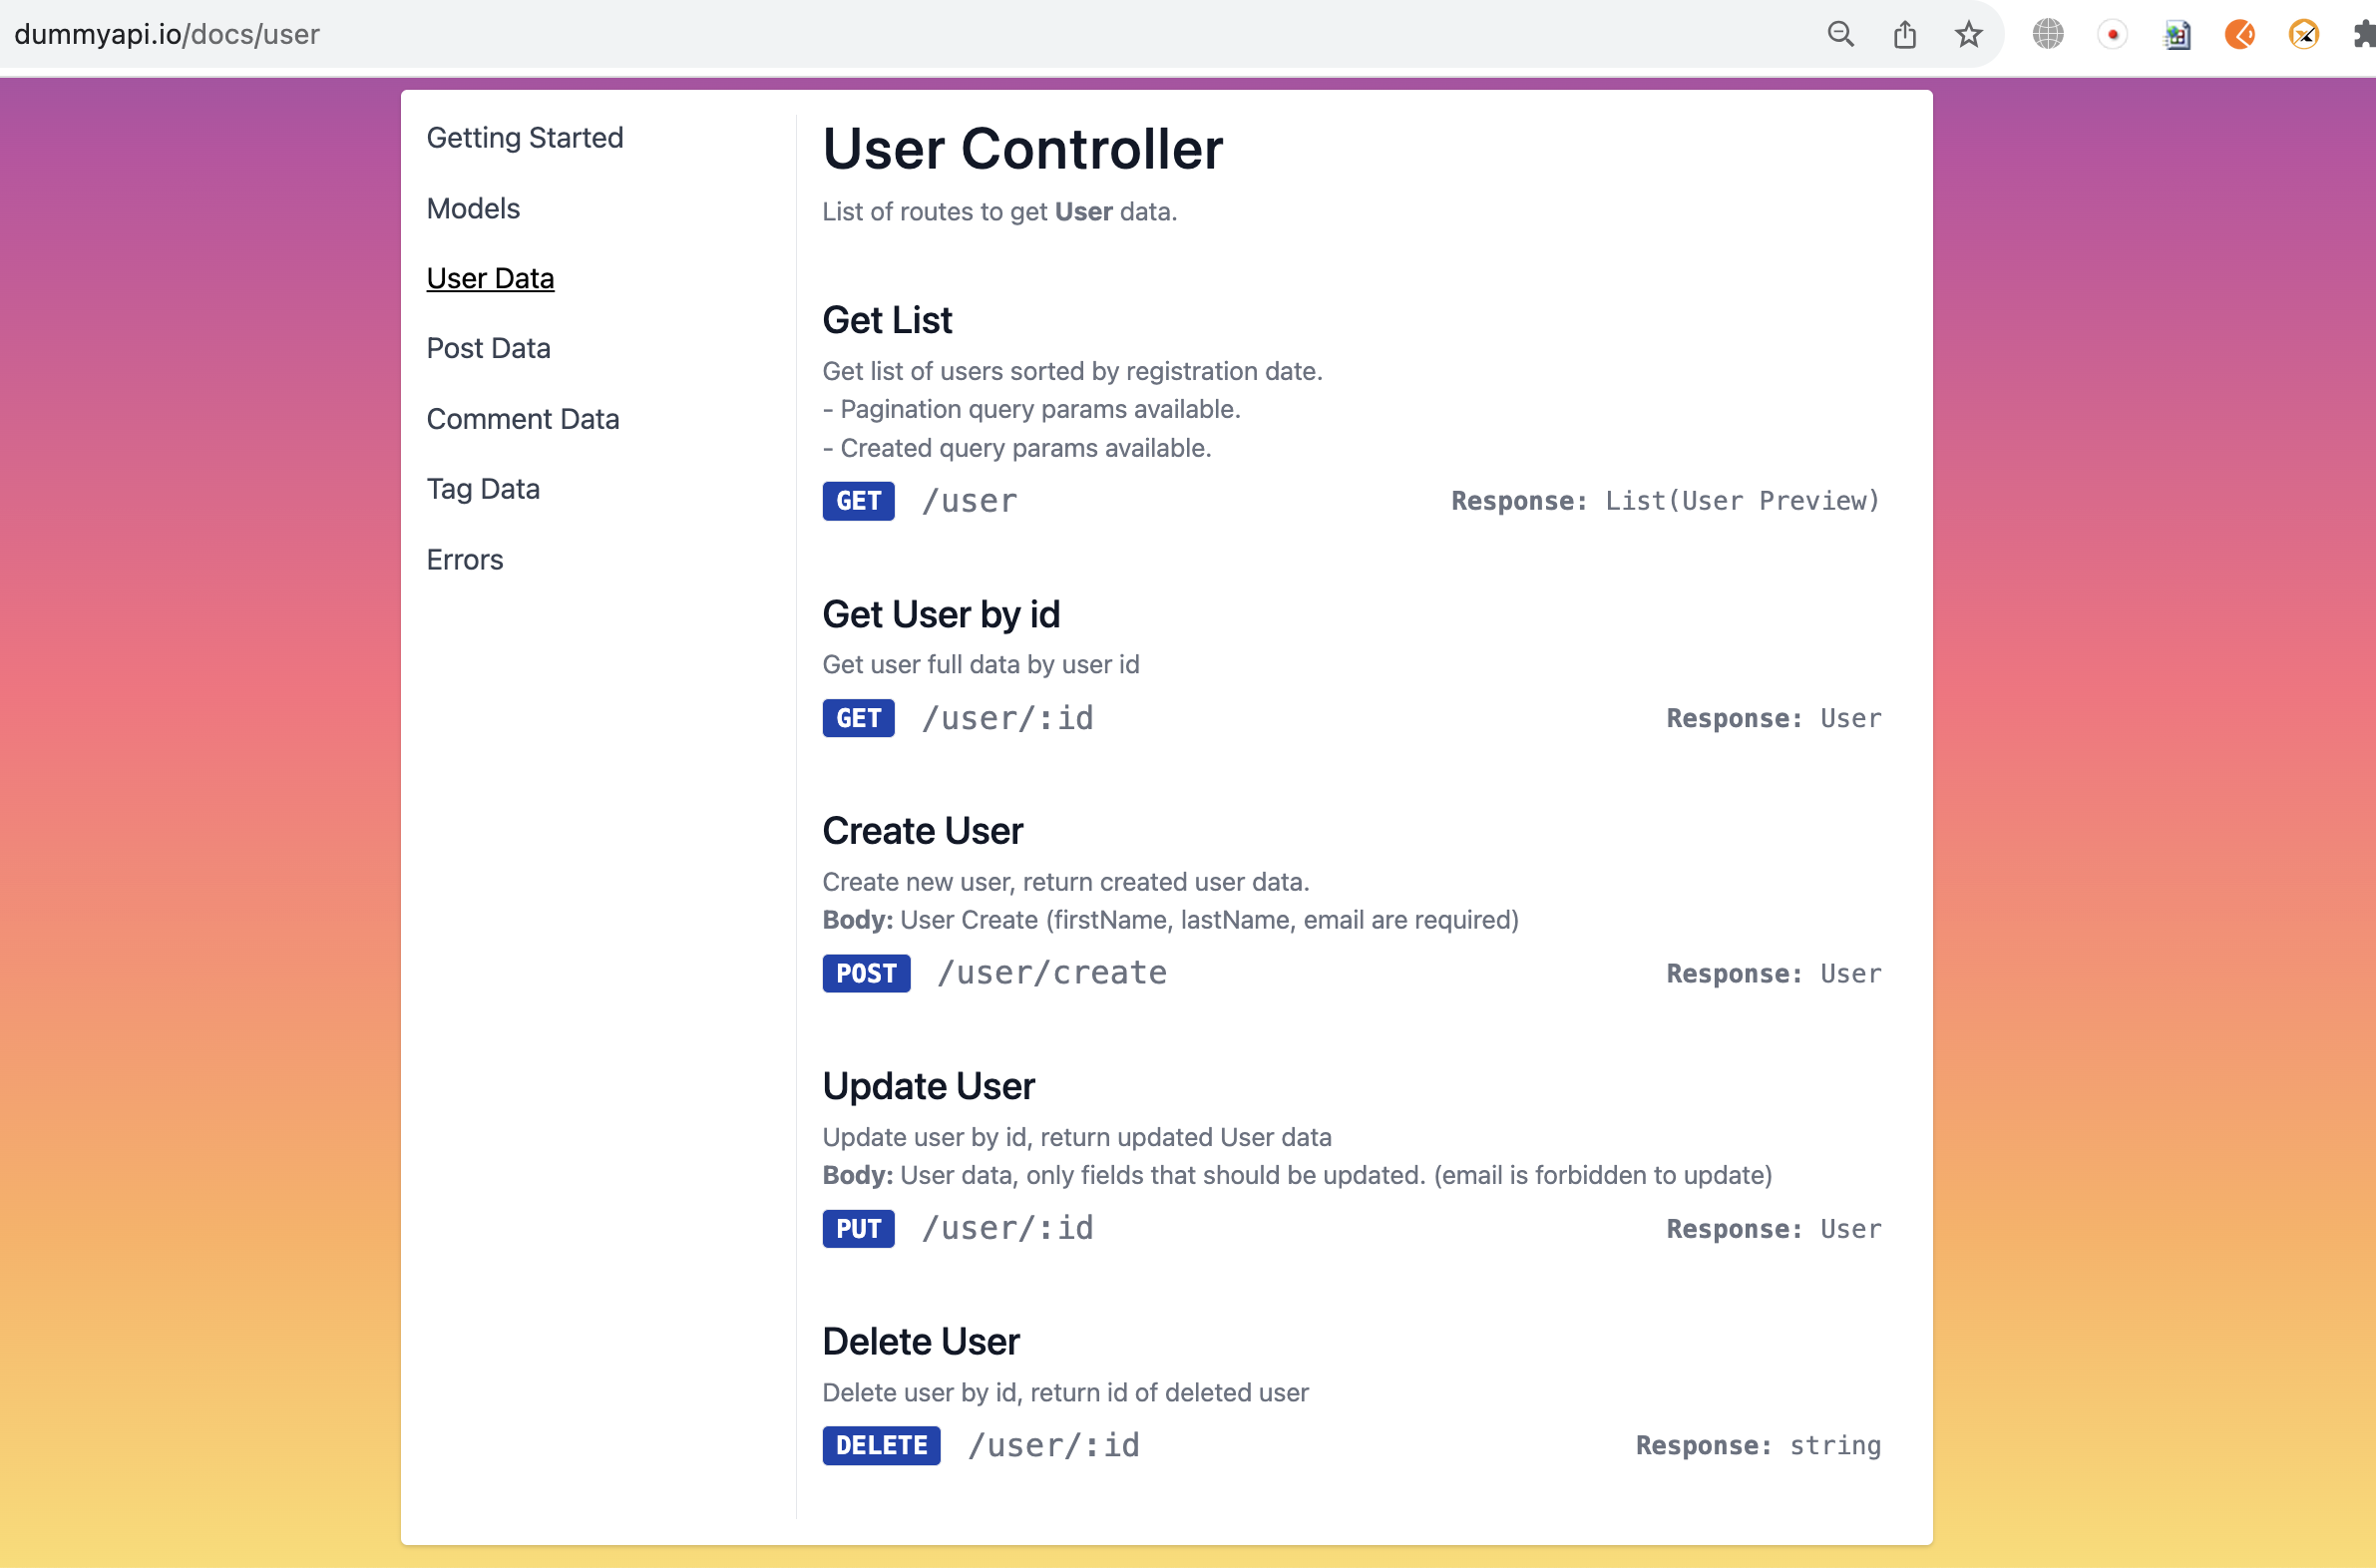 dummyapi.io/docs/user
Getting Started
Models
User Data
Post Data
Comment Data
Tag Data
Errors
User Controller
List of routes to get User data.
Get List
Get list of users sorted by registration date.
- Pagination query params available.
- Created query params available.
GET /user Response: List(User Preview)
Get User by id
Get user full data by user id
GET /user/:id Response: User
Create User
Create new user, return created user data.
Body: User Create (firstName, lastName, email are required)
POST /user/create Response: User
Update User
Update user by id, return updated User data
Body: User data, only fields that should be updated. (email is forbidden to update)
PUT /user/:id Response: User
Delete User
Delete user by id, return id of deleted user
DELETE /user/:id Response: string